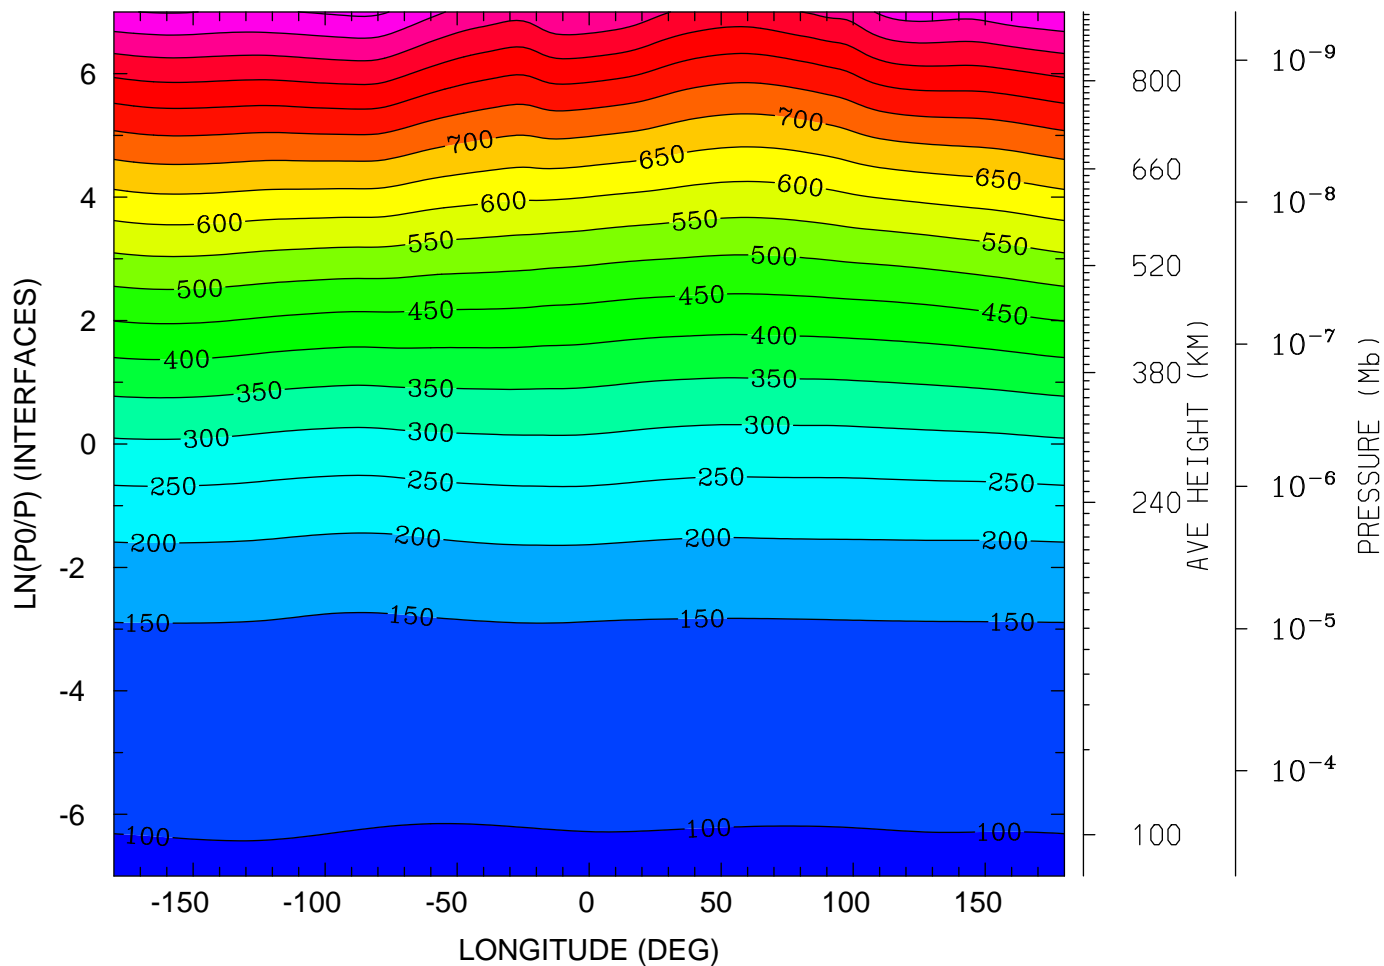 6
4
2
0
-2
-4
-6
LN(P0/P) (INTERFACES)
-150 -100 -50 0 50 100 150
LONGITUDE (DEG)
700 700
650 650
600 600 600
550 550 550
500 500
450 450 450
400 400
350 350 350
300 300 300
250 250 250 250
200 200 200 200
150 150 150 150
100 100 100
800
660
520
380
240
100
AVE HEIGHT (KM)
10⁻⁹
10⁻⁸
10⁻⁷
10⁻⁶
10⁻⁵
10⁻⁴
PRESSURE (Mb)